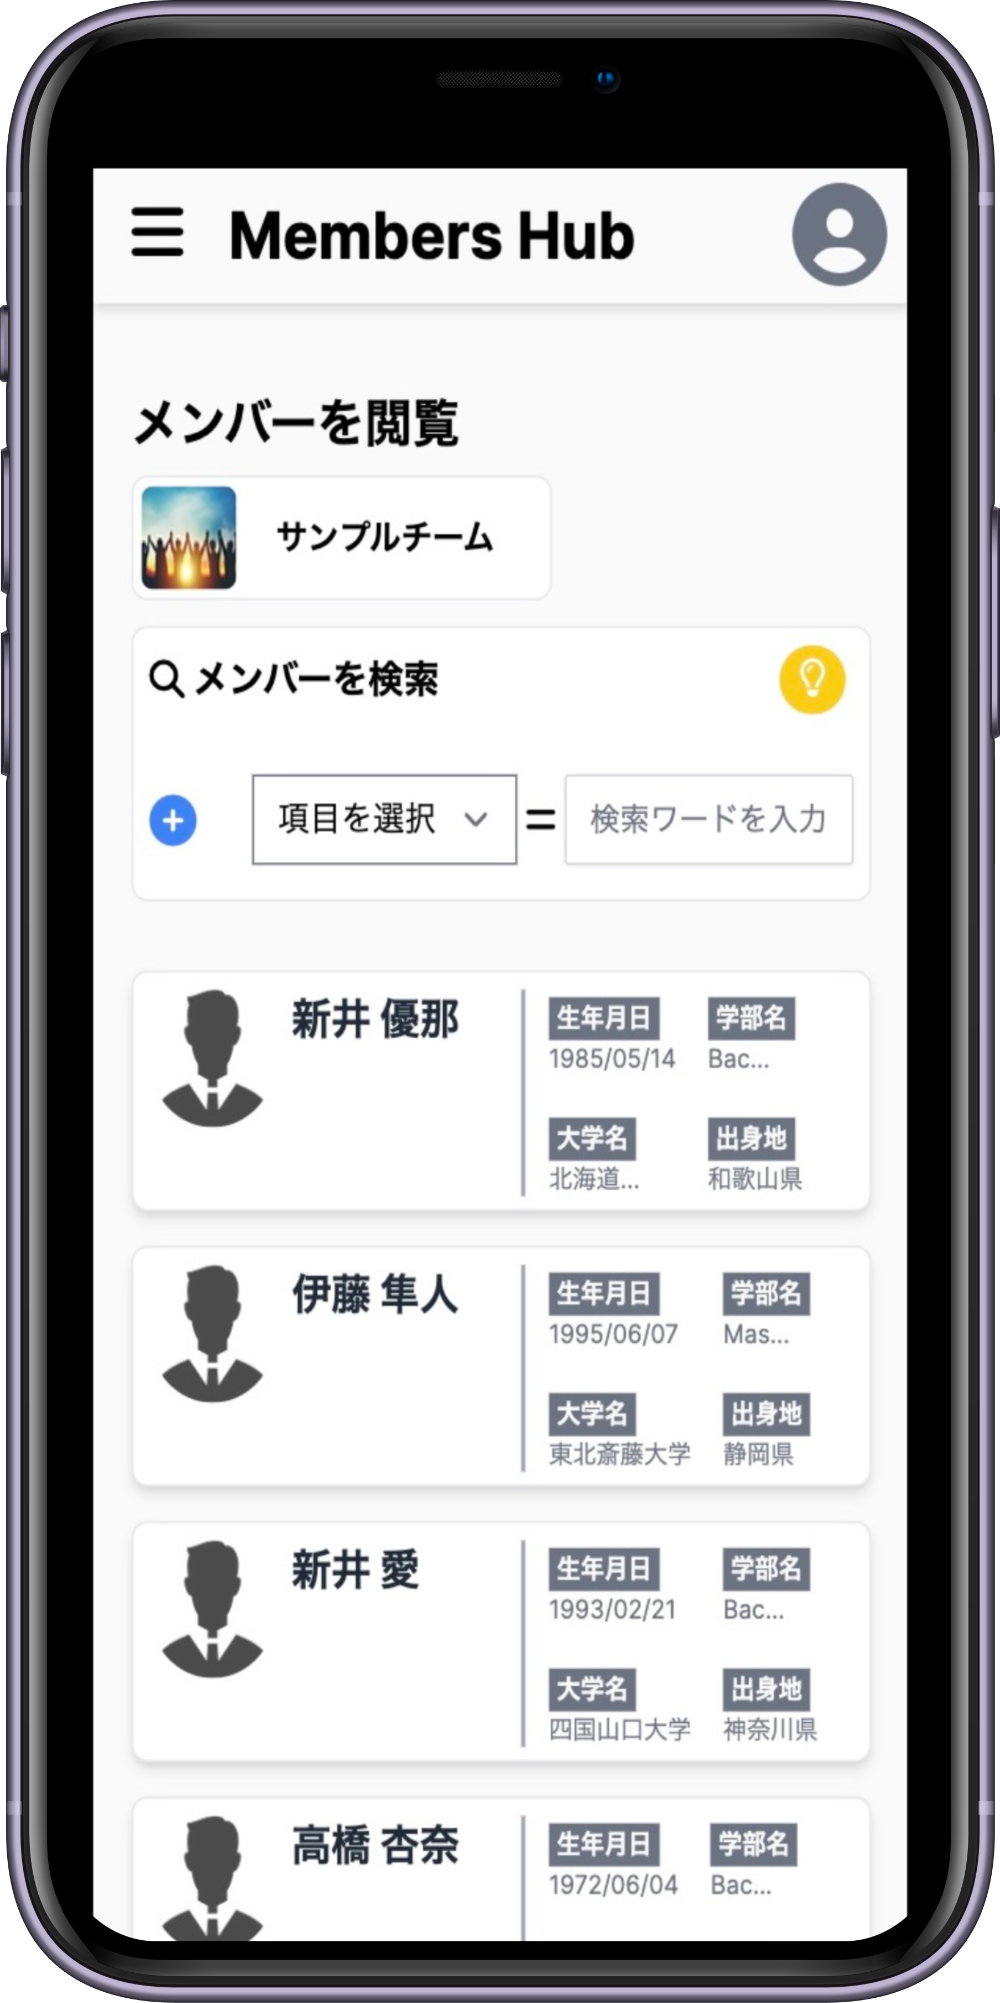 Members Hub
メンバーを閲覧
サンプルチーム
メンバーを検索
項目を選択 = 検索ワードを入力
新井 優那
生年月日 学部名
1985/05/14 Bac...
大学名 出身地
北海道... 和歌山県
伊藤 隼人
生年月日 学部名
1995/06/07 Mas...
大学名 出身地
東北斎藤大学 静岡県
新井 愛
生年月日 学部名
1993/02/21 Bac...
大学名 出身地
四国山口大学 神奈川県
高橋 杏奈
生年月日 学部名
1972/06/04 Bac...